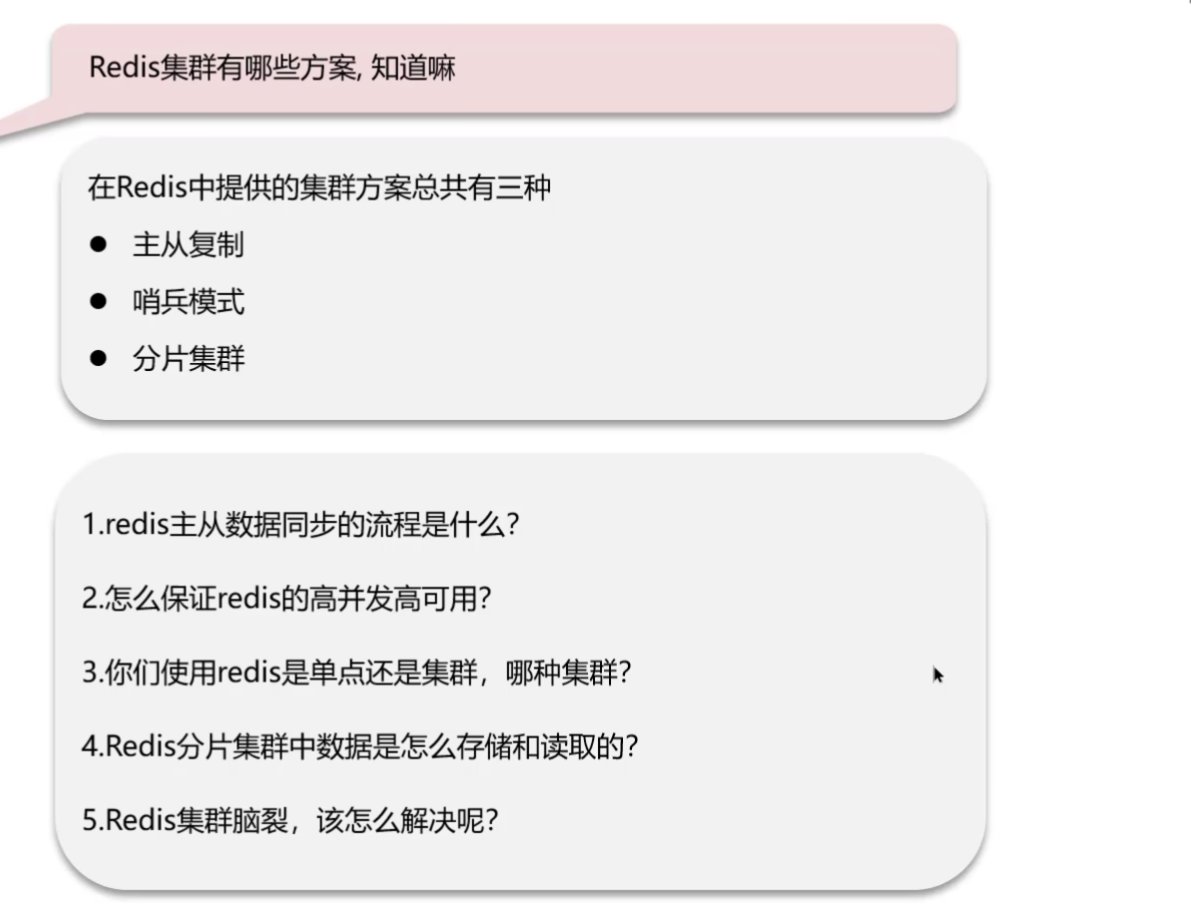 Redis集群有哪些方案, 知道嘛
在Redis中提供的集群方案总共有三种
● 主从复制
● 哨兵模式
● 分片集群
1.redis主从数据同步的流程是什么?
2.怎么保证redis的高并发高可用?
3.你们使用redis是单点还是集群，哪种集群?
4.Redis分片集群中数据是怎么存储和读取的?
5.Redis集群脑裂，该怎么解决呢?